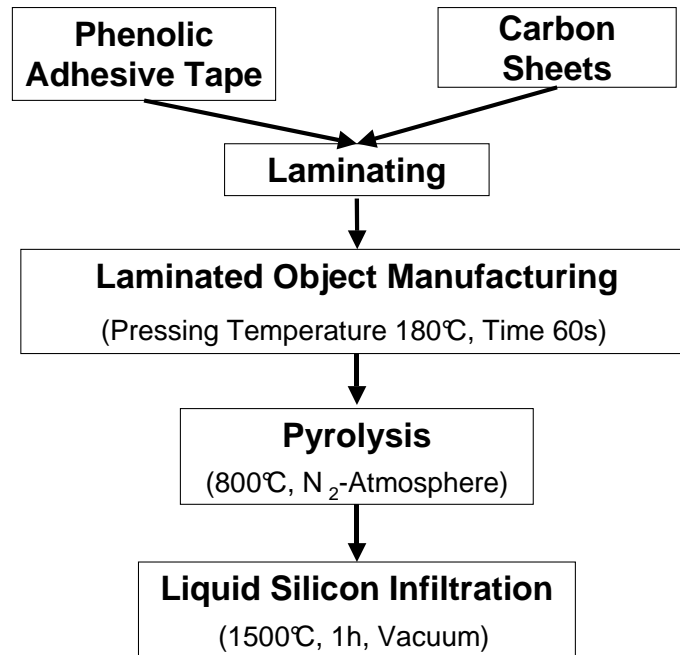 Phenolic
Adhesive Tape
Carbon
Sheets
Laminating
Laminated Object Manufacturing
(Pressing Temperature 180℃, Time 60s)
Pyrolysis
(800℃, N₂-Atmosphere)
Liquid Silicon Infiltration
(1500℃, 1h, Vacuum)